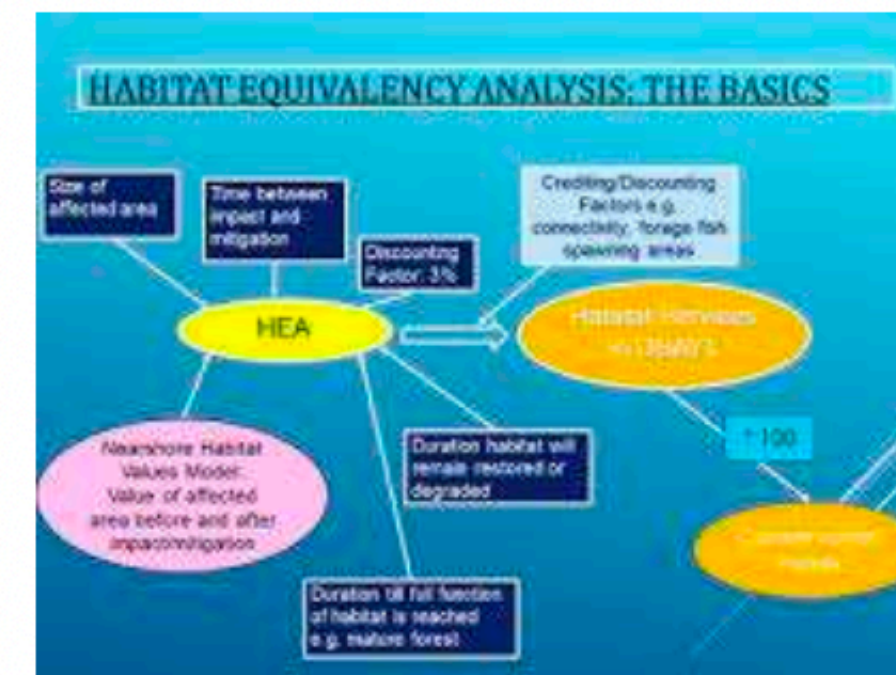 HABITAT EQUIVALENCY ANALYSIS: THE BASICS
Size of
affected area
Time between
impact and
mitigation
Discounting
Factor: 3%
Crediting/Discounting
Factors e.g.
connectivity, forage fish
spawning areas
HEA
Habitat Services
100
Nearshore Habitat
Values Model:
Value of affected
area before and after
impact/mitigation
Duration habitat will
remain restored or
degraded
Duration till full function
of habitat is reached
e.g. mature forest